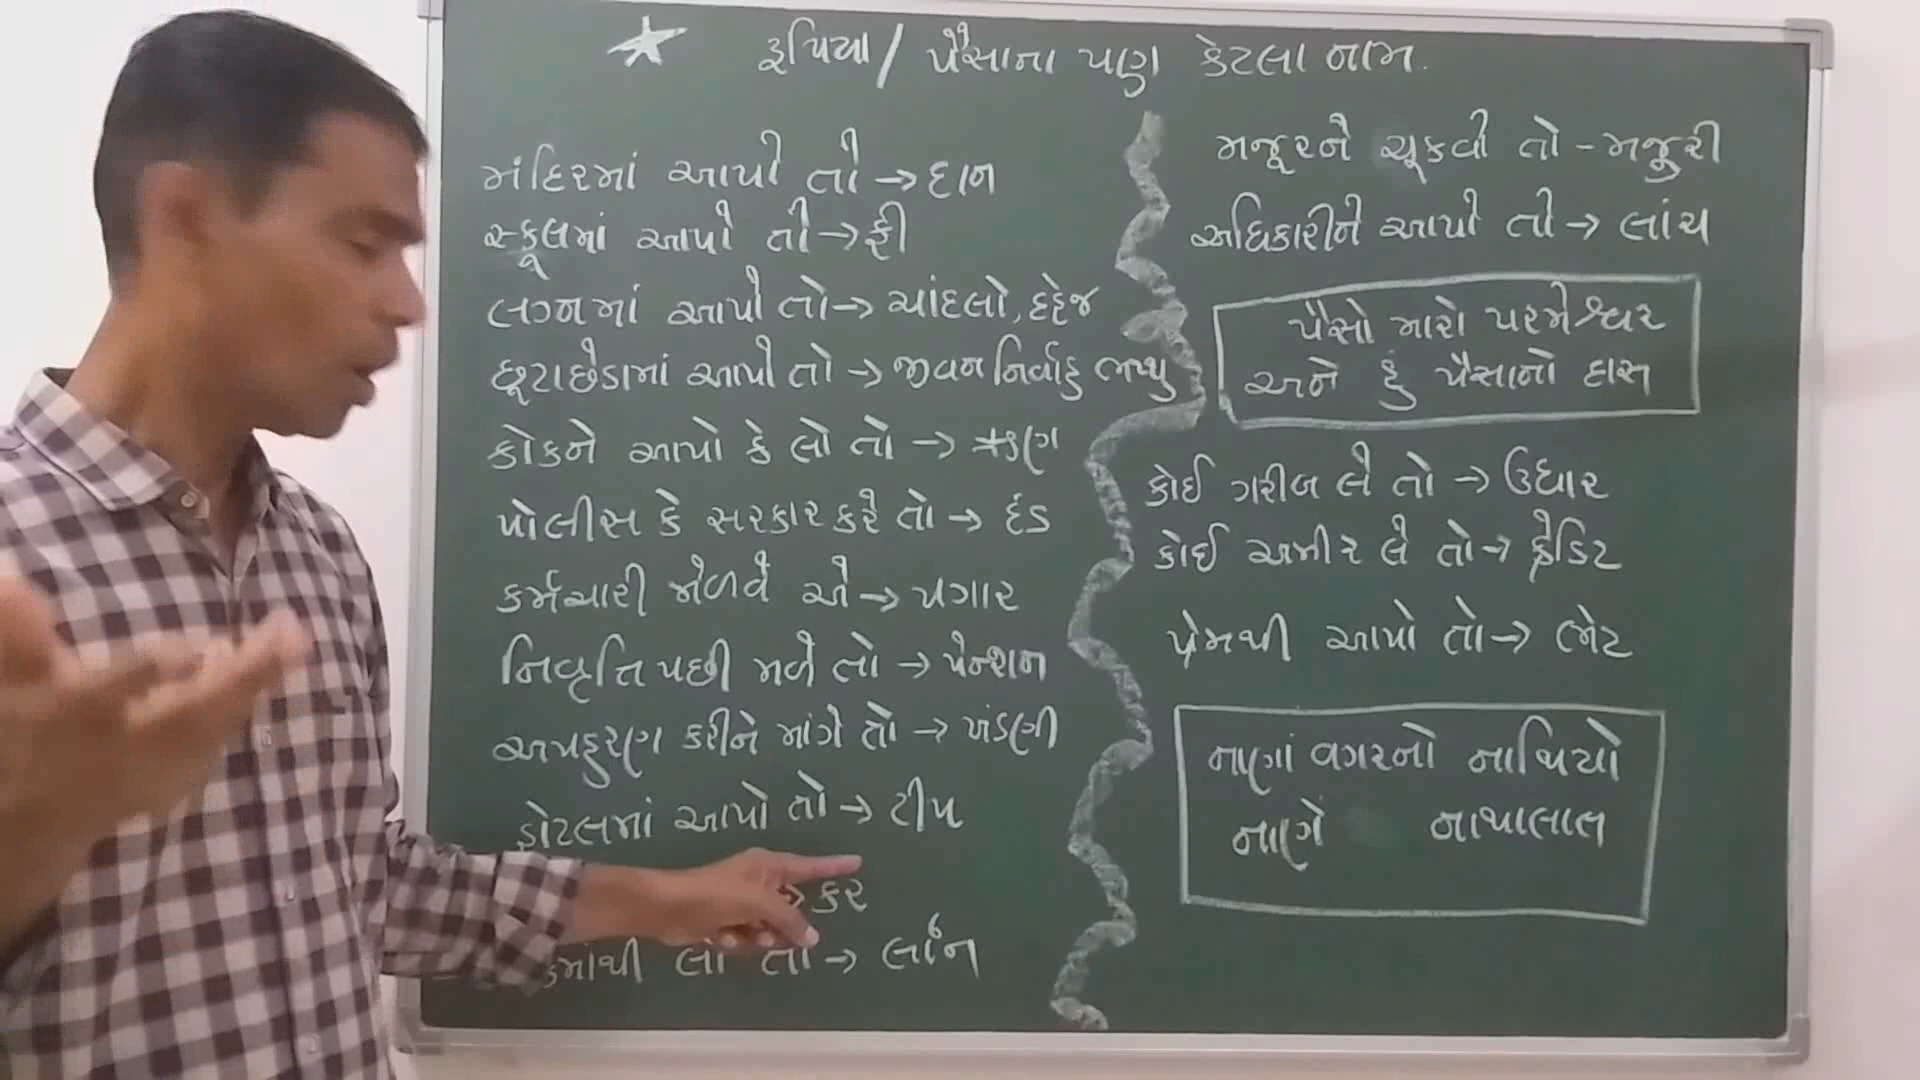 રૂપિયા / પૈસાના પણ કેટલા નામ.
મંદિરમાં આપો તો → દાન
સ્કૂલમાં આપો તો → ફી
લગ્નમાં આપો તો → ચાંદલો, દહેજ
છૂટાછેડામાં આપો તો → જીવન નિર્વાહ ભથ્થુ
કોકને આપો કે લો તો → ઋણ
પોલીસ કે સરકાર કરે તો → દંડ
કર્મચારી મેળવે એ → પગાર
નિવૃત્તિ પછી મળે તો → પેન્શન
અપહરણ કરીને માંગે તો → ખંડણી
હોટલમાં આપો તો → ટીપ
→ કર
માંથી લો તો → લોન
મજૂરને ચૂકવો તો - મજુરી
અધિકારીને આપો તો → લાંચ
પૈસો મારો પરમેશ્વર
અને હું પૈસાનો દાસ
કોઈ ગરીબ લે તો → ઉધાર
કોઈ અમીર લે તો → ક્રેડિટ
પ્રેમથી આપો તો → ભેટ
નાણાં વગરનો નાથિયો
નાણે નાથાલાલ